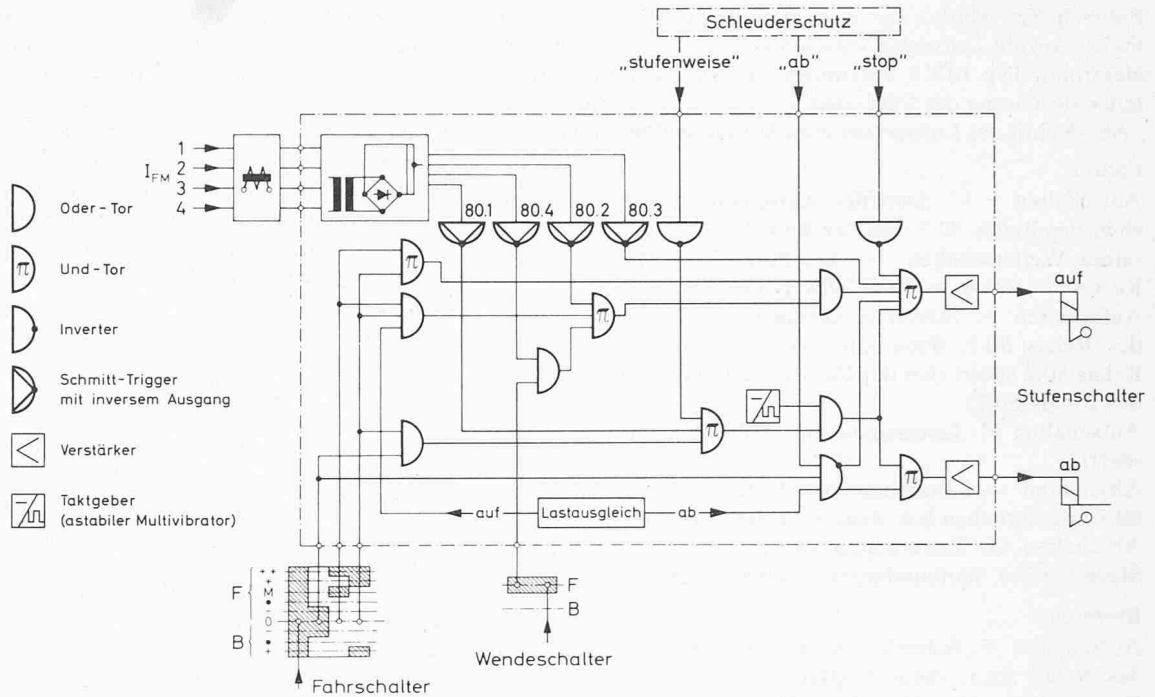 Schleuderschutz
„stufenweise“ „ab“ „stop“
1
I_FM 2
3
4
80.1 80.4 80.2 80.3
Oder-Tor
π Und-Tor
Inverter
Schmitt-Trigger
mit inversem Ausgang
Verstärker
Taktgeber
(astabiler Multivibrator)
π
π
π
auf
Stufenschalter
π
π
ab
auf Lastausgleich ab
F
++
+
M
•
0
B
•
+
F
B
Wendeschalter
Fahrschalter